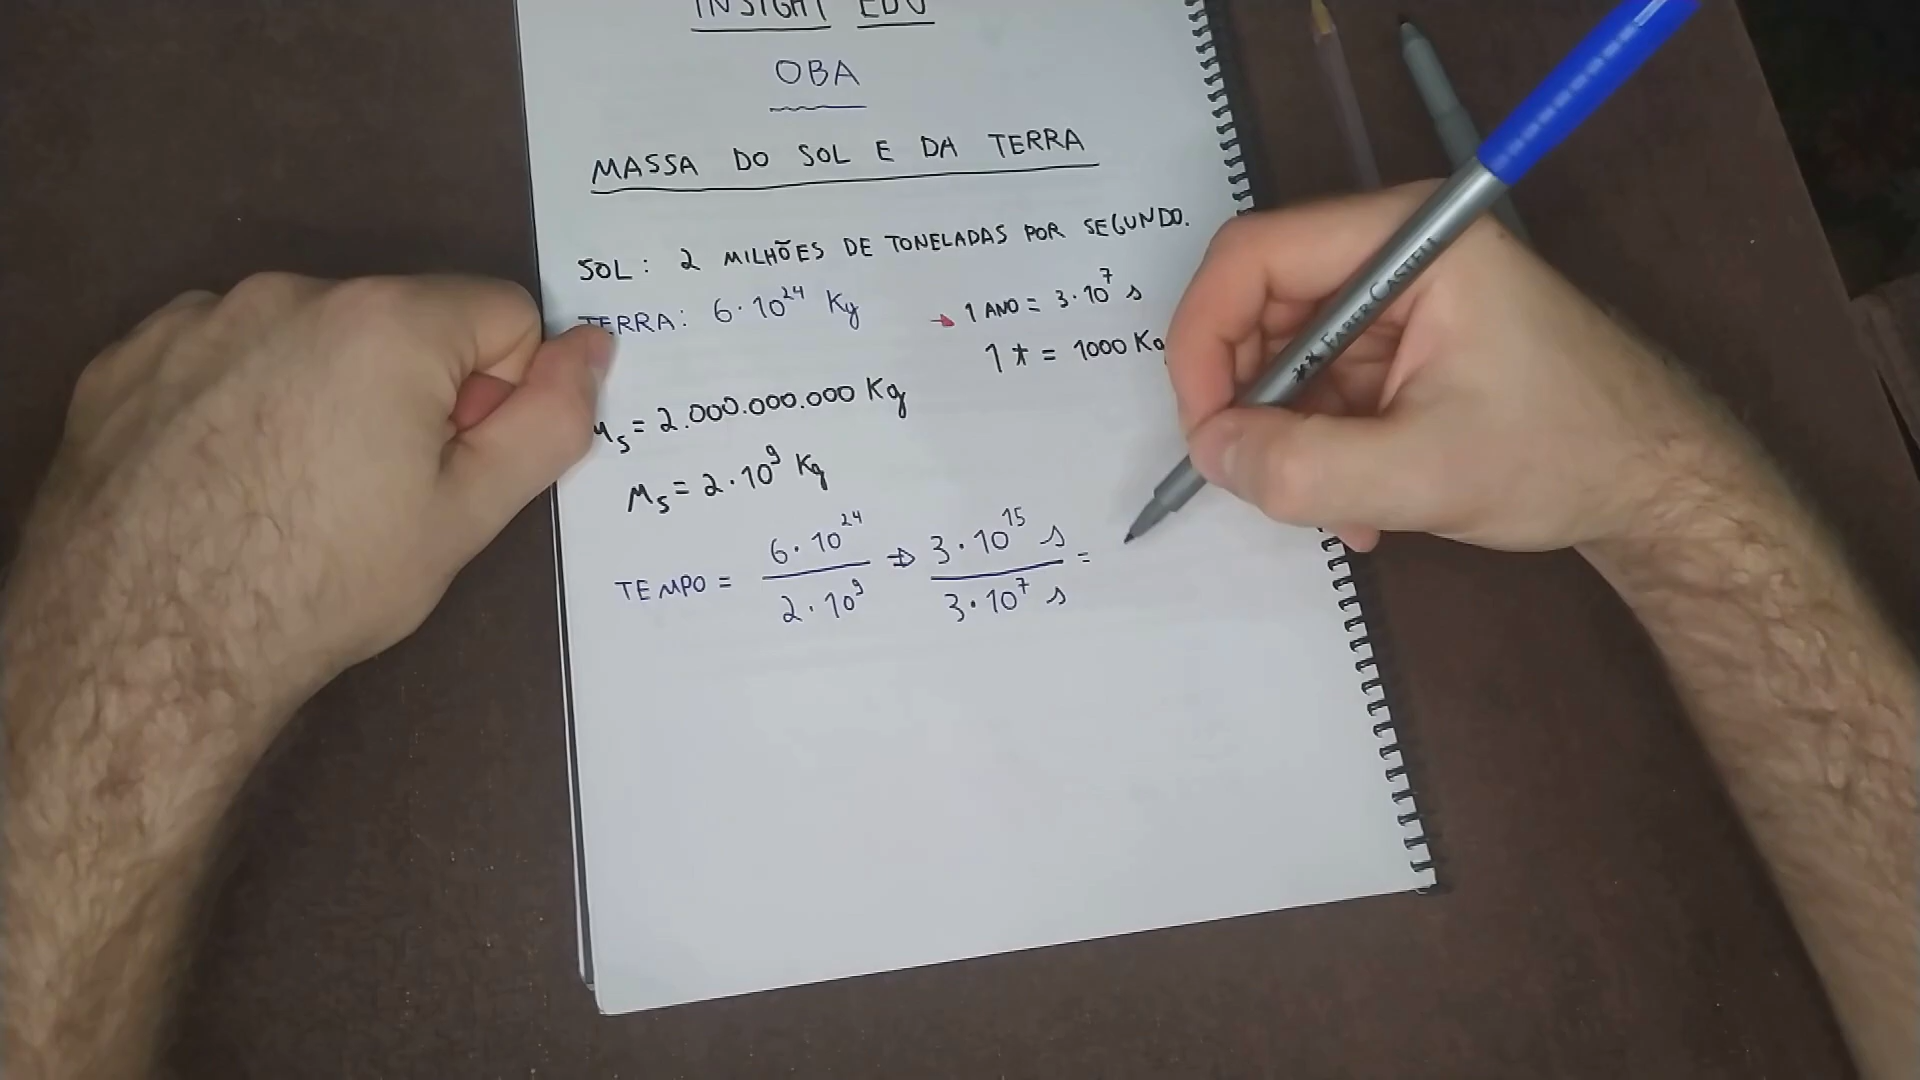 INSIGHT EDU
OBA
MASSA DO SOL E DA TERRA
SOL: 2 MILHÕES DE TONELADAS POR SEGUNDO.
TERRA: 6·10²⁴ Kg
→ 1 ANO = 3·10⁷ s
1 t = 1000 Kg
Ms = 2.000.000.000 Kg
Ms = 2·10⁹ Kg
TEMPO = 6·10²⁴ / 2·10⁹ ⇒ 3·10¹⁵ s / 3·10⁷ s =
FABER CASTELL